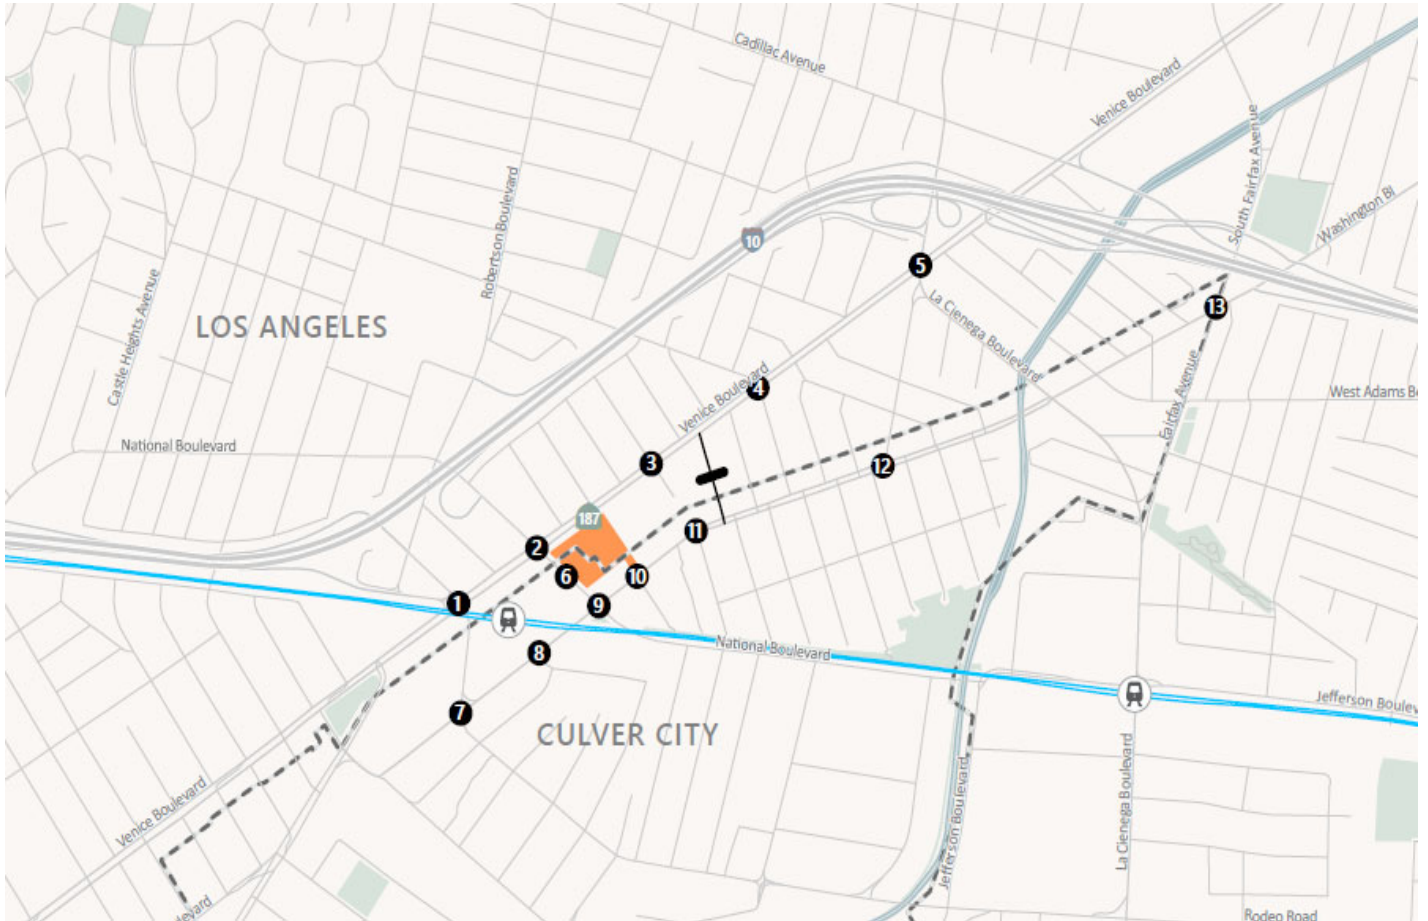 Cadillac Avenue
Venice Boulevard
South Fairfax Avenue
Washington Bl
Robertson Boulevard
10
5
Castle Heights Avenue
LOS ANGELES
La Cienega Boulevard
13
Venice Boulevard
4
West Adams Bo
Fairfax Avenue
National Boulevard
3
12
187
11
2
6
10
1
9
National Boulevard
8
7
CULVER CITY
Jefferson Boulev
La Cienega Boulevard
Venice Boulevard
Jefferson Boulevard
oulevard
Rodeo Road